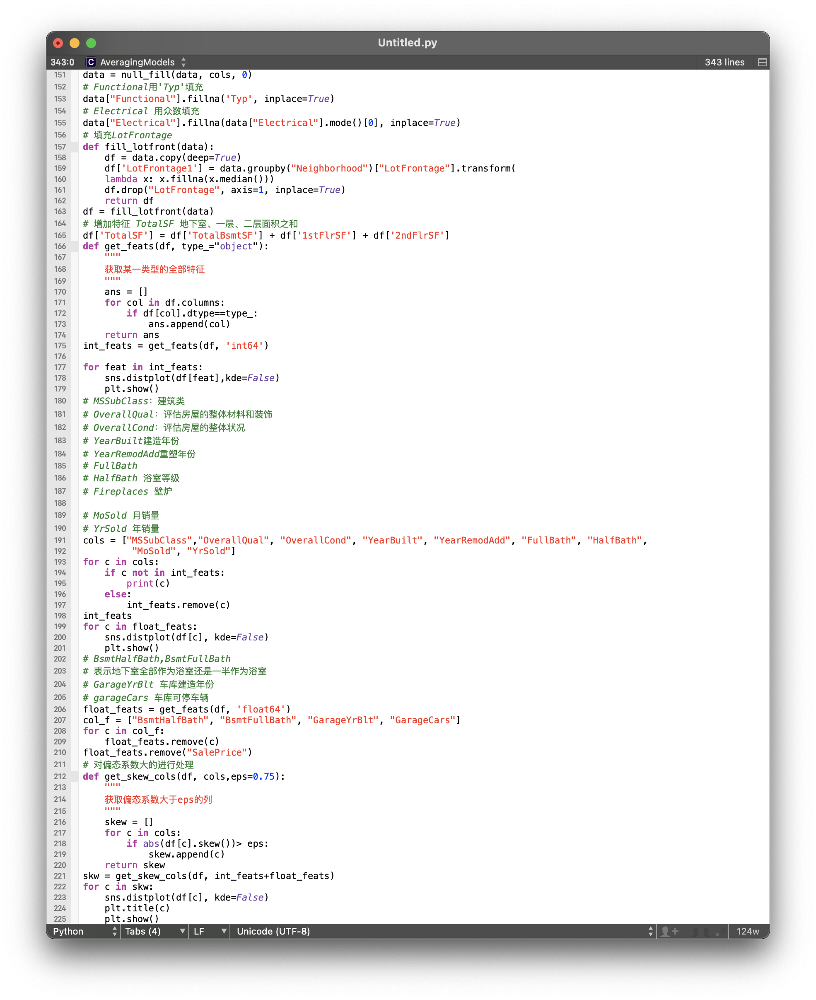 Untitled.py
343:0 C AveragingModels 343 lines
151 data = null_fill(data, cols, 0)
152 # Functional用'Typ'填充
153 data["Functional"].fillna('Typ', inplace=True)
154 # Electrical 用众数填充
155 data["Electrical"].fillna(data["Electrical"].mode()[0], inplace=True)
156 # 填充LotFrontage
157 def fill_lotfront(data):
158     df = data.copy(deep=True)
159     df['LotFrontage1'] = data.groupby("Neighborhood")["LotFrontage"].transform(
160     lambda x: x.fillna(x.median()))
161     df.drop("LotFrontage", axis=1, inplace=True)
162     return df
163 df = fill_lotfront(data)
164 # 增加特征 TotalSF 地下室、一层、二层面积之和
165 df['TotalSF'] = df['TotalBsmtSF'] + df['1stFlrSF'] + df['2ndFlrSF']
166 def get_feats(df, type_="object"):
167     """
168     获取某一类型的全部特征
169     """
170     ans = []
171     for col in df.columns:
172         if df[col].dtype==type_:
173             ans.append(col)
174     return ans
175 int_feats = get_feats(df, 'int64')
176
177 for feat in int_feats:
178     sns.distplot(df[feat],kde=False)
179     plt.show()
180 # MSSubClass: 建筑类
181 # OverallQual: 评估房屋的整体材料和装饰
182 # OverallCond: 评估房屋的整体状况
183 # YearBuilt建造年份
184 # YearRemodAdd重塑年份
185 # FullBath
186 # HalfBath 浴室等级
187 # Fireplaces 壁炉
188
189 # MoSold 月销量
190 # YrSold 年销量
191 cols = ["MSSubClass","OverallQual", "OverallCond", "YearBuilt", "YearRemodAdd", "FullBath", "HalfBath",
192          "MoSold", "YrSold"]
193 for c in cols:
194     if c not in int_feats:
195         print(c)
196     else:
197         int_feats.remove(c)
198 int_feats
199 for c in float_feats:
200     sns.distplot(df[c], kde=False)
201     plt.show()
202 # BsmtHalfBath,BsmtFullBath
203 # 表示地下室全部作为浴室还是一半作为浴室
204 # GarageYrBlt 车库建造年份
205 # garageCars 车库可停车辆
206 float_feats = get_feats(df, 'float64')
207 col_f = ["BsmtHalfBath", "BsmtFullBath", "GarageYrBlt", "GarageCars"]
208 for c in col_f:
209     float_feats.remove(c)
210 float_feats.remove("SalePrice")
211 # 对偏态系数大的进行处理
212 def get_skew_cols(df, cols,eps=0.75):
213     """
214     获取偏态系数大于eps的列
215     """
216     skew = []
217     for c in cols:
218         if abs(df[c].skew())> eps:
219             skew.append(c)
220     return skew
221 skw = get_skew_cols(df, int_feats+float_feats)
222 for c in skw:
223     sns.distplot(df[c], kde=False)
224     plt.title(c)
225     plt.show()
Python Tabs (4) LF Unicode (UTF-8) 124w